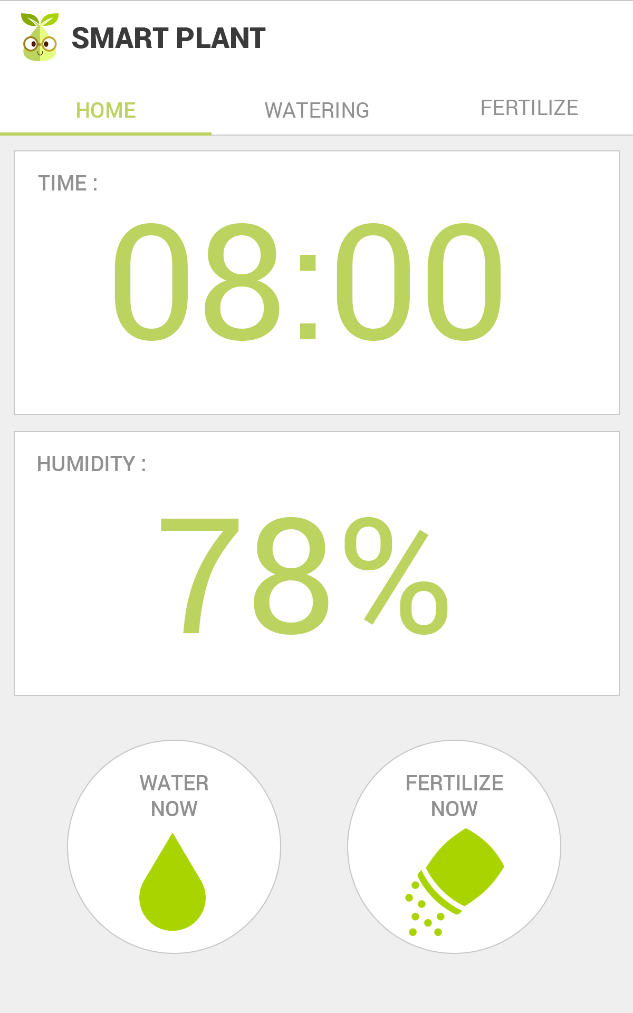 SMART PLANT
HOME WATERING FERTILIZE
TIME :
08:00
HUMIDITY :
78%
WATER
NOW
FERTILIZE
NOW